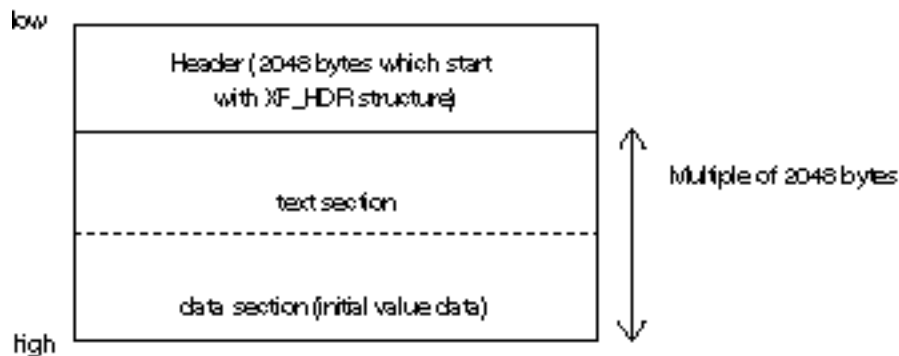 low
Header ( 2048 bytes which start
with XF_HDR structure)
Multiple of 2048 bytes
text section
data section (initial value data)
high